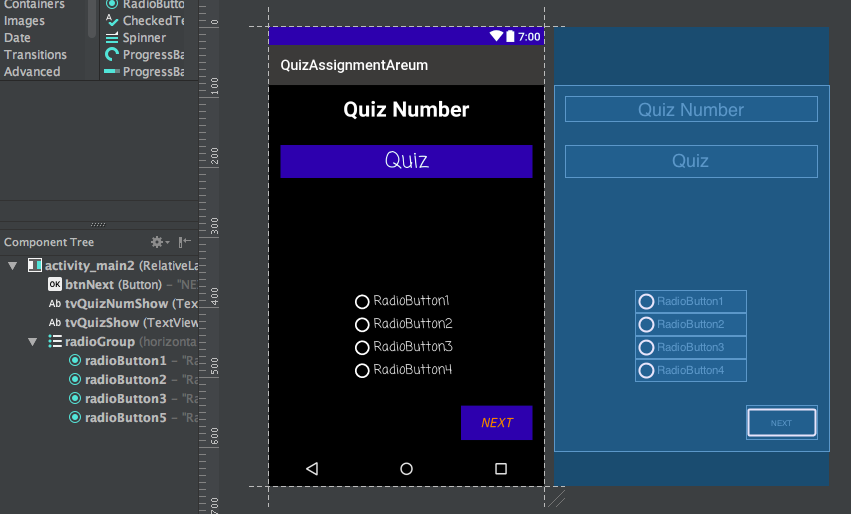 Containers
RadioButto
Images
CheckedTe
Date
Spinner
Transitions
ProgressBa
Advanced
ProgressBa
Component Tree
activity_main2 (RelativeLa
OK btnNext (Button) – "NE
Ab tvQuizNumShow (Tex
Ab tvQuizShow (TextView
radioGroup (horizonta
radioButton1 – "Ra
radioButton2 – "Ra
radioButton3 – "Ra
radioButton5 – "Ra
0
100
200
300
400
500
600
700
7:00
QuizAssignmentAreum
Quiz Number
Quiz
RadioButton1
RadioButton2
RadioButton3
RadioButton4
NEXT
Quiz Number
Quiz
RadioButton1
RadioButton2
RadioButton3
RadioButton4
NEXT